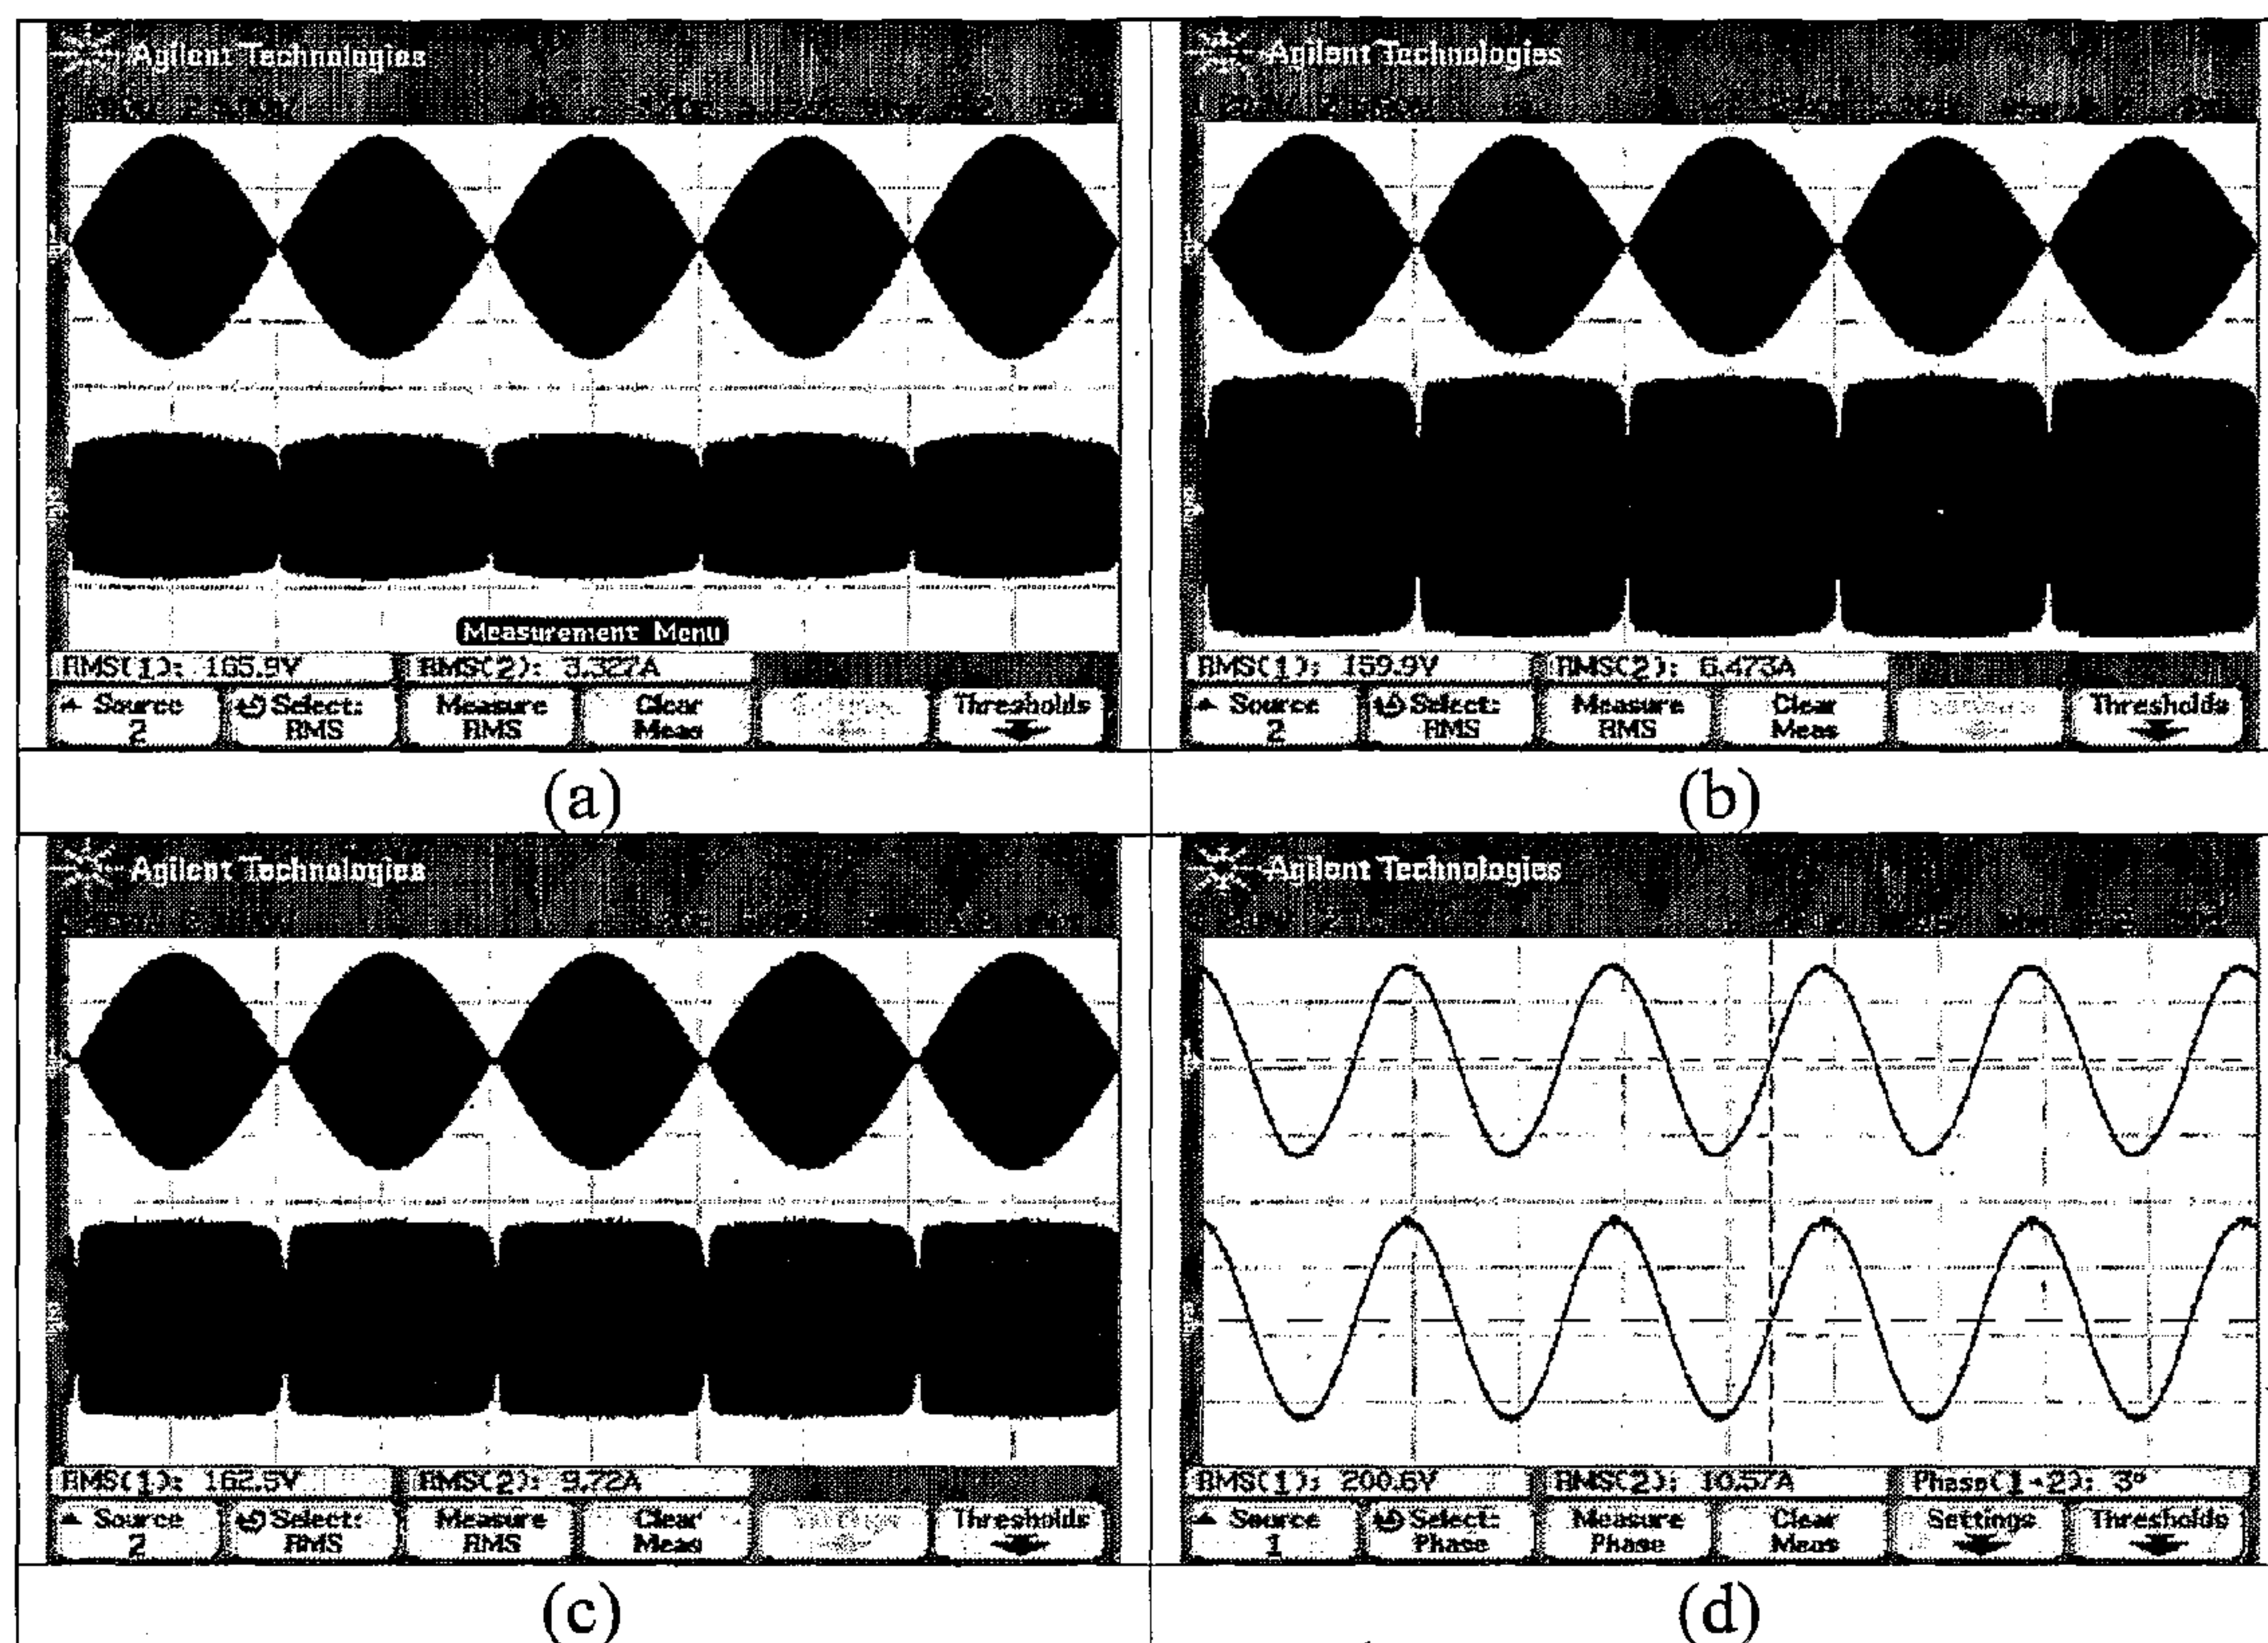 Agilent Technologies
Measurement Menu
RMS(1): 165.9V RMS(2): 3.327A
Source 2 Select: RMS Measure RMS Clear Meas Thresholds
(a)
Agilent Technologies
RMS(1): 159.9V RMS(2): 6.473A
Source 2 Select: RMS Measure RMS Clear Meas Thresholds
(b)
Agilent Technologies
RMS(1): 162.5V RMS(2): 9.72A
Source 2 Select: RMS Measure RMS Clear Meas Thresholds
(c)
Agilent Technologies
RMS(1): 200.6V RMS(2): 10.57A Phase(1→2): 3°
Source 1 Select: Phase Measure Phase Clear Meas Settings Thresholds
(d)